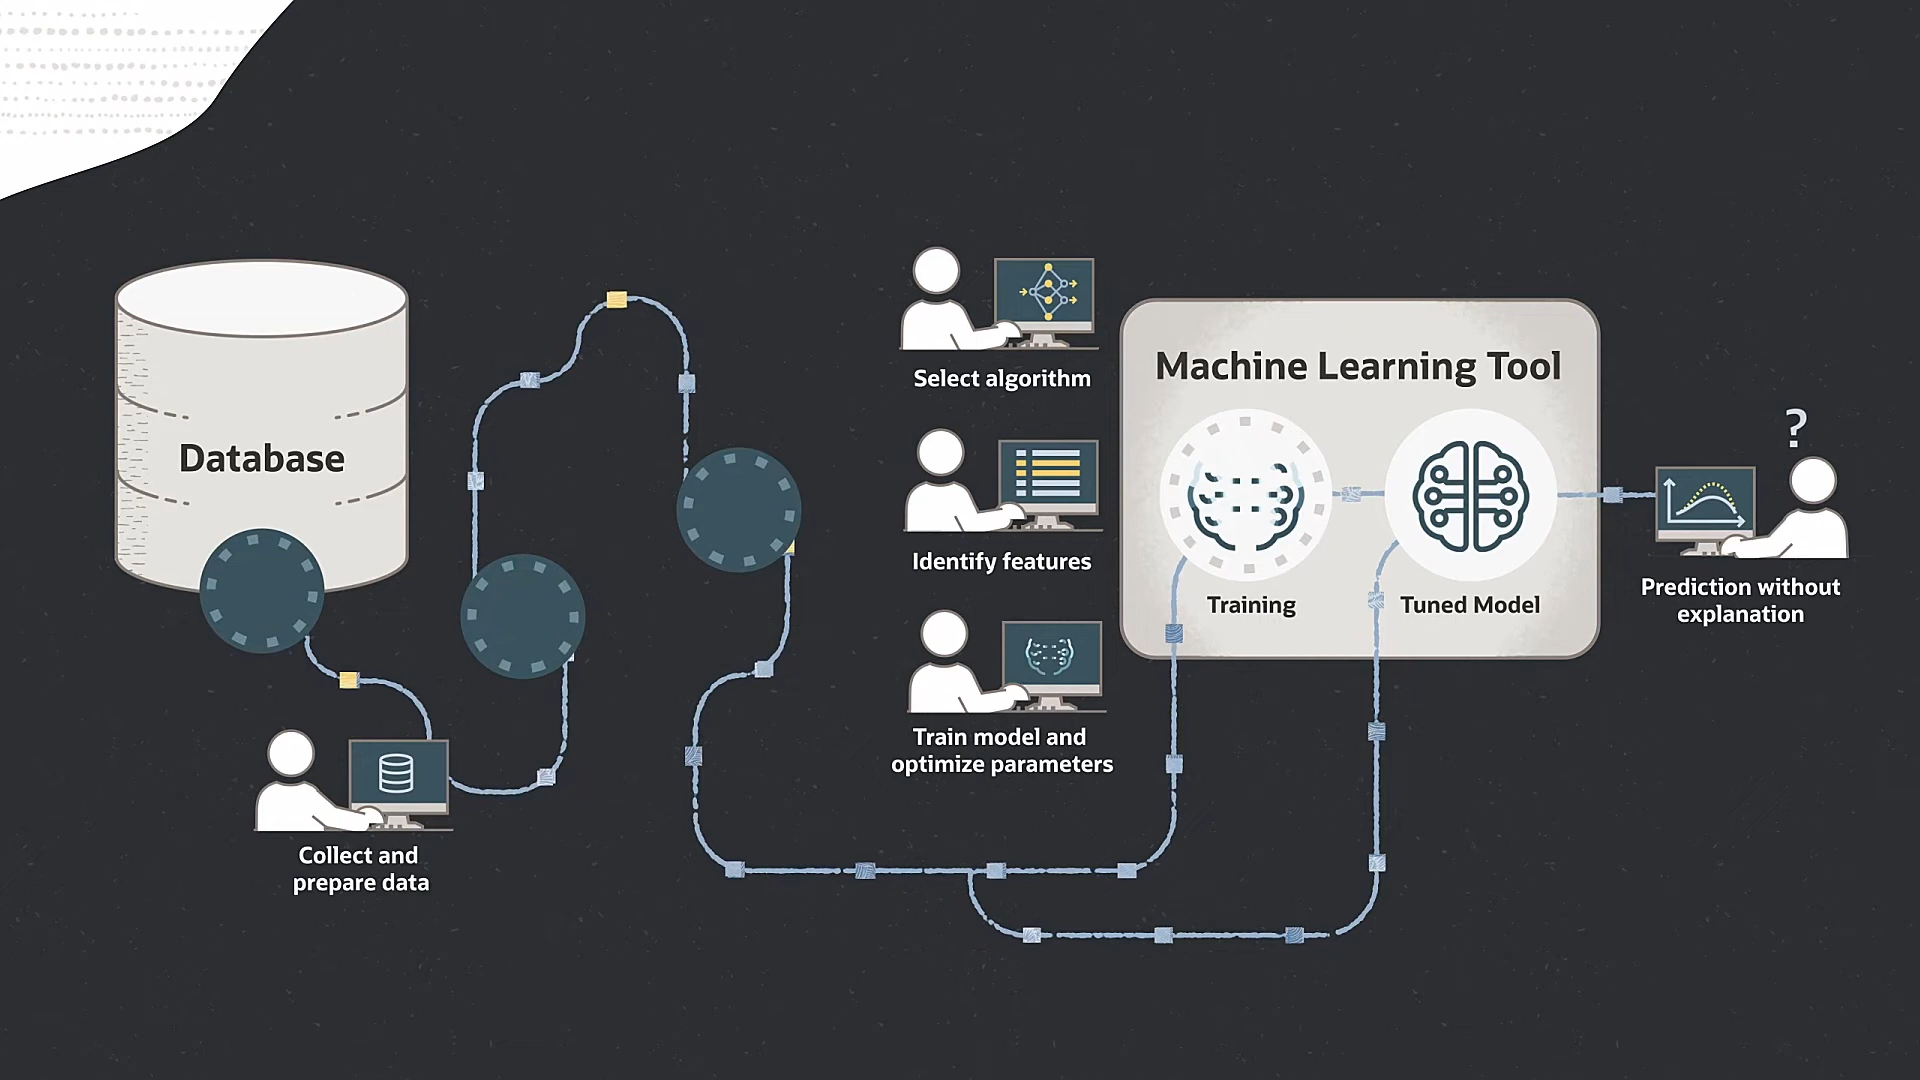 Database
Collect and
prepare data
Select algorithm
Identify features
Train model and
optimize parameters
Machine Learning Tool
Training
Tuned Model
?
Prediction without
explanation